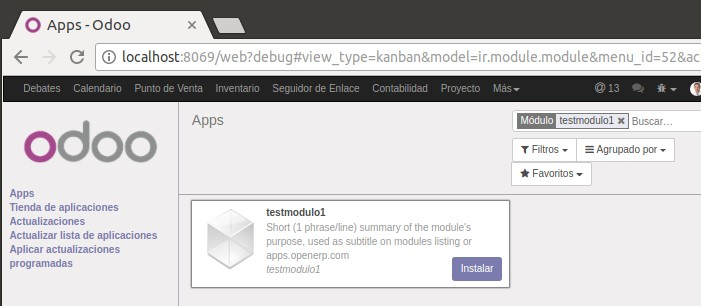 Apps - Odoo
localhost:8069/web?debug#view_type=kanban&model=ir.module.module&menu_id=52&ac
Debates Calendario Punto de Venta Inventario Seguidor de Enlace Contabilidad Proyecto Más @ 13
odoo
Apps
Tienda de aplicaciones
Actualizaciones
Actualizar lista de aplicaciones
Aplicar actualizaciones
programadas
Apps
Módulo testmodulo1 × Buscar...
Filtros Agrupado por
Favoritos
testmodulo1
Short (1 phrase/line) summary of the module's
purpose, used as subtitle on modules listing or
apps.openerp.com
testmodulo1
Instalar